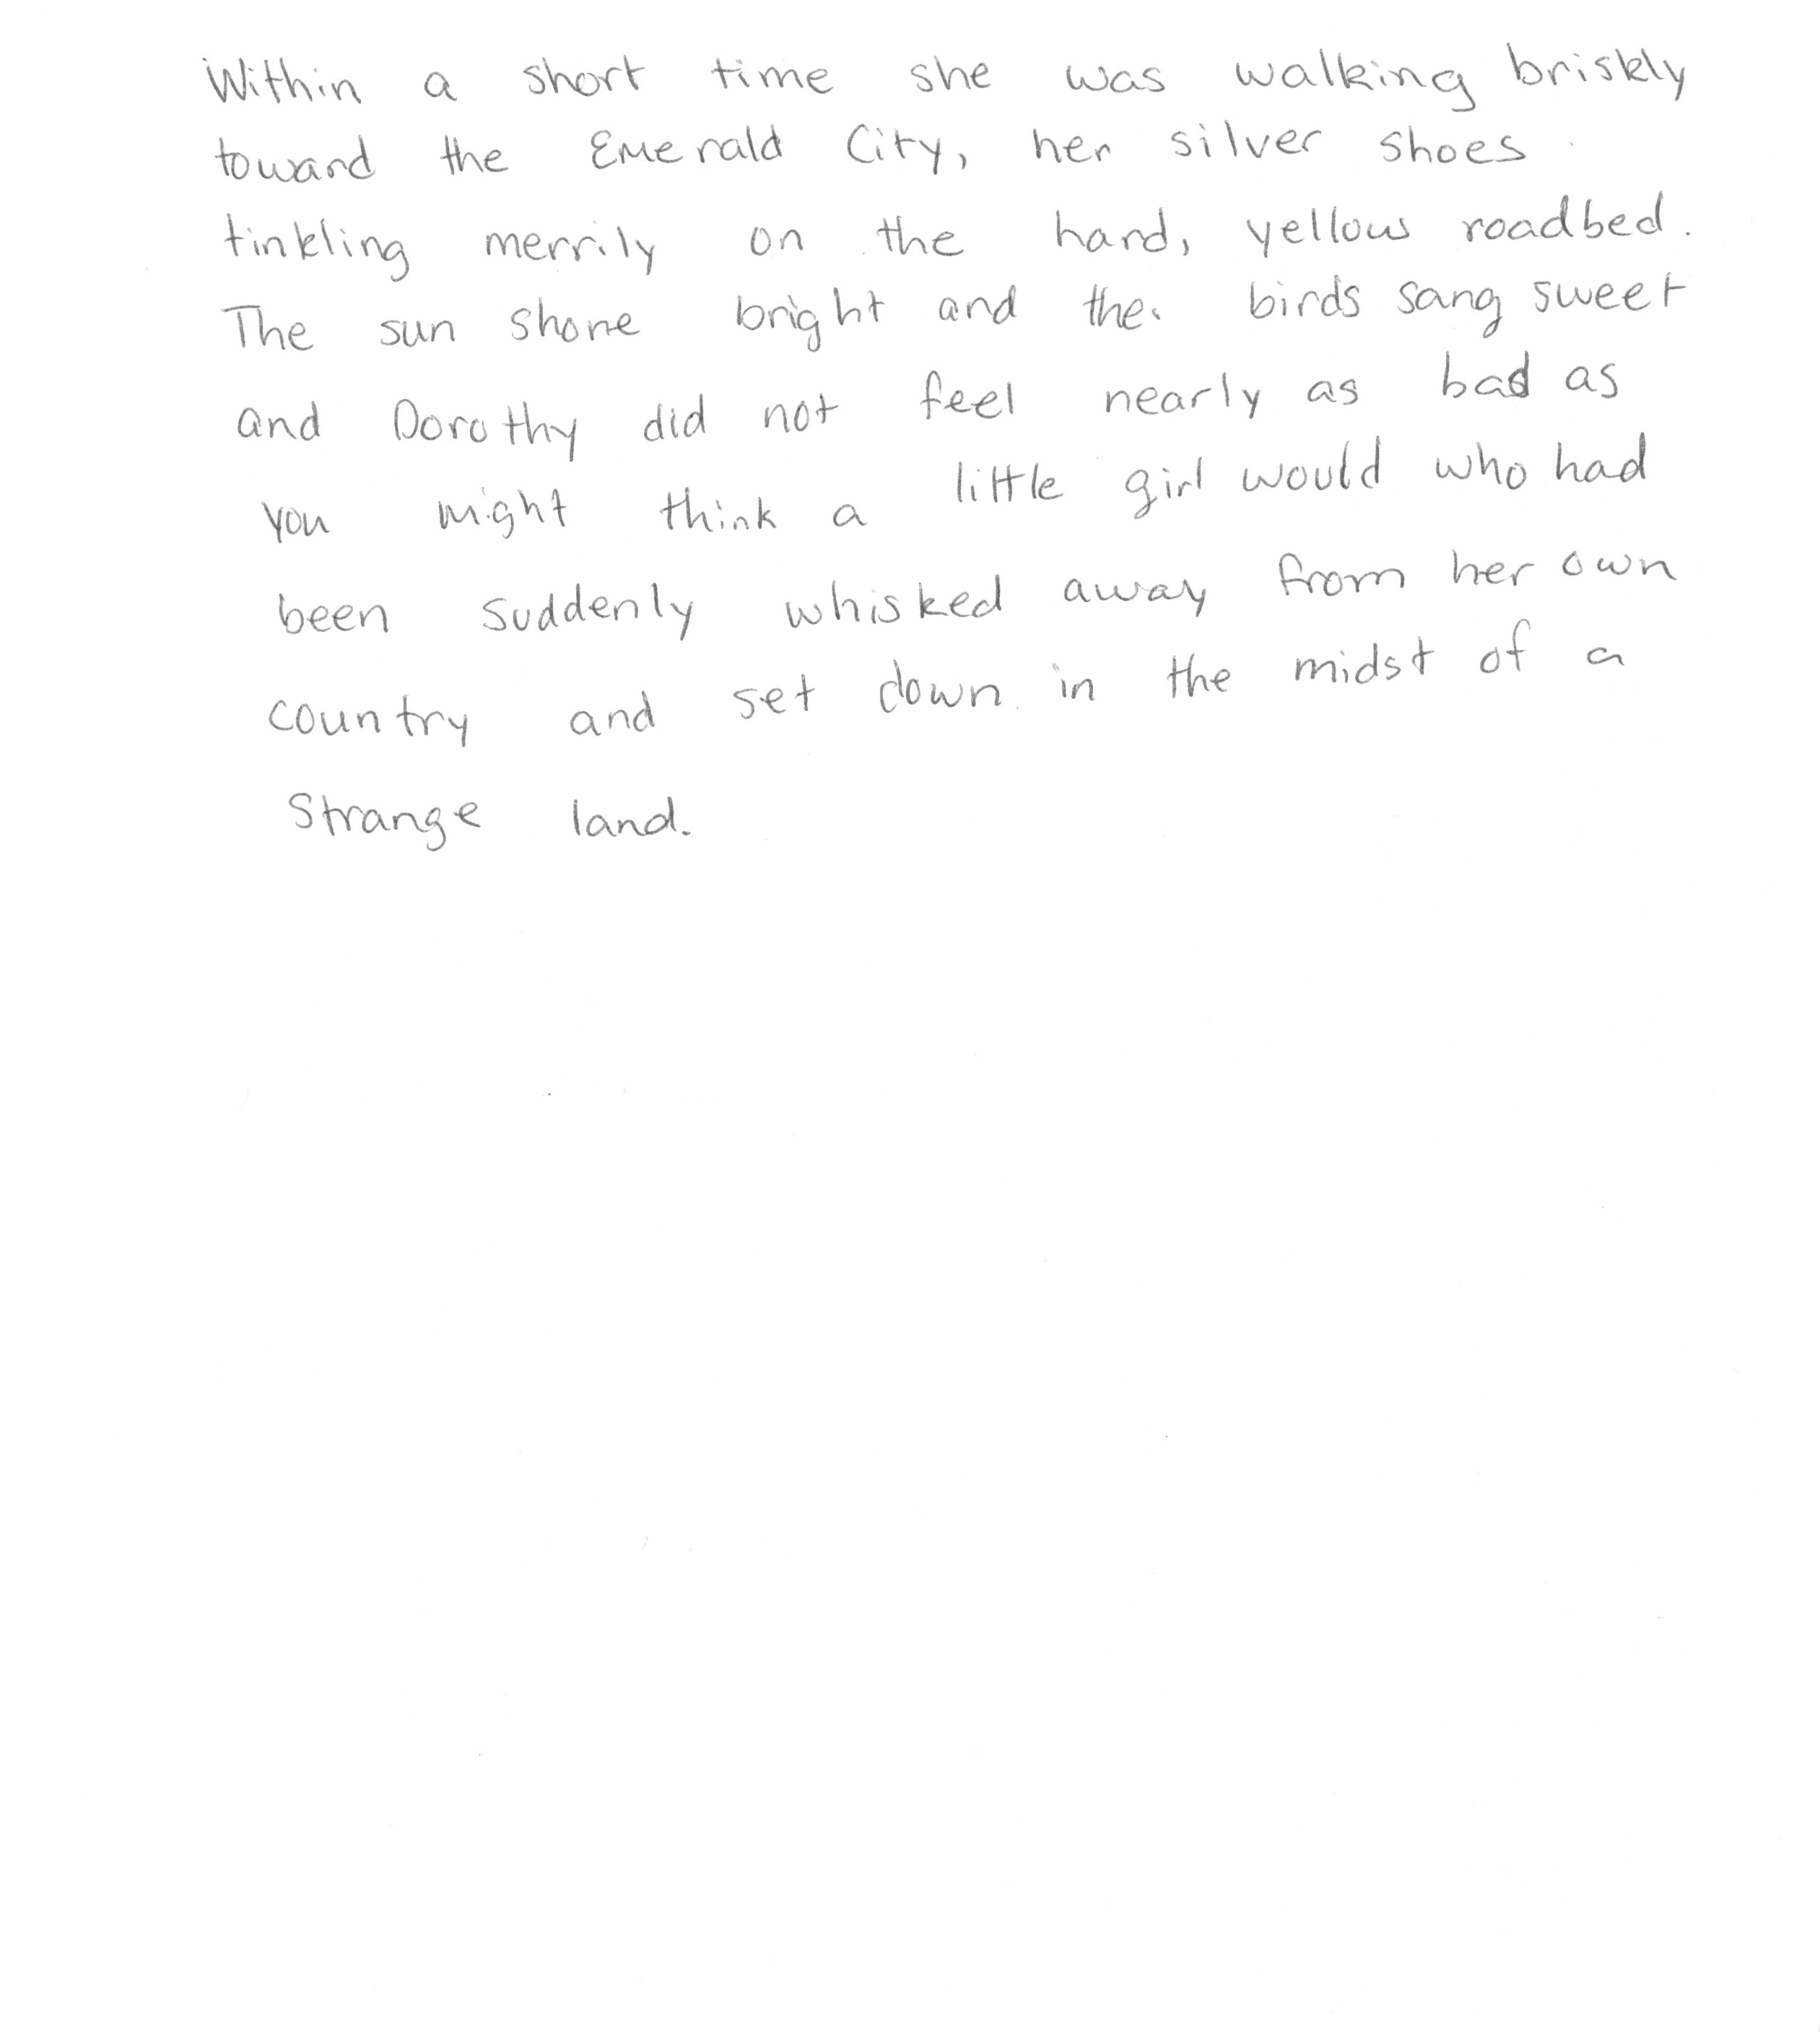 Within a short time she was walking briskly
toward the Emerald City, her silver shoes
tinkling merrily on the hard, yellow roadbed.
The sun shone bright and the birds sang sweet
and Dorothy did not feel nearly as bad as
you might think a little girl would who had
been suddenly whisked away from her own
country and set down in the midst of a
strange land.